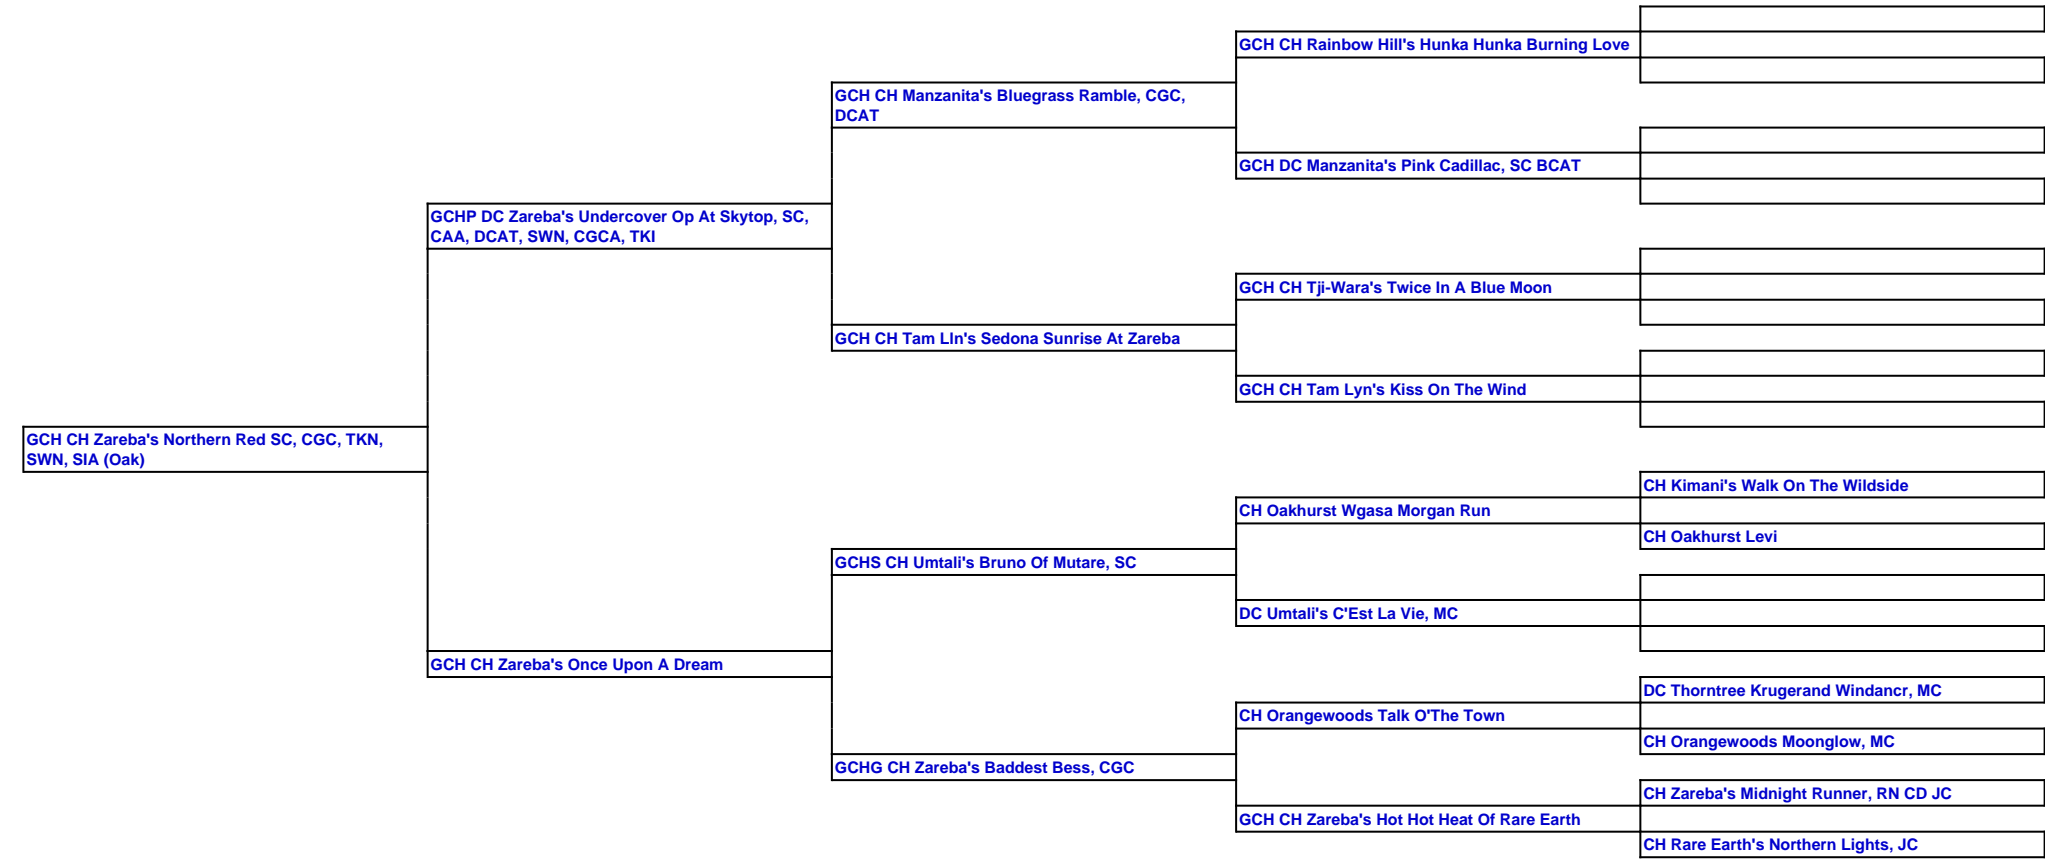 GCH CH Rainbow Hill's Hunka Hunka Burning Love
GCH CH Manzanita's Bluegrass Ramble, CGC,
DCAT
GCH DC Manzanita's Pink Cadillac, SC BCAT
GCHP DC Zareba's Undercover Op At Skytop, SC,
CAA, DCAT, SWN, CGCA, TKI
GCH CH Tji-Wara's Twice In A Blue Moon
GCH CH Tam LIn's Sedona Sunrise At Zareba
GCH CH Tam Lyn's Kiss On The Wind
GCH CH Zareba's Northern Red SC, CGC, TKN,
SWN, SIA (Oak)
CH Kimani's Walk On The Wildside
CH Oakhurst Wgasa Morgan Run
CH Oakhurst Levi
GCHS CH Umtali's Bruno Of Mutare, SC
DC Umtali's C'Est La Vie, MC
GCH CH Zareba's Once Upon A Dream
DC Thorntree Krugerand Windancr, MC
CH Orangewoods Talk O'The Town
CH Orangewoods Moonglow, MC
GCHG CH Zareba's Baddest Bess, CGC
CH Zareba's Midnight Runner, RN CD JC
GCH CH Zareba's Hot Hot Heat Of Rare Earth
CH Rare Earth's Northern Lights, JC